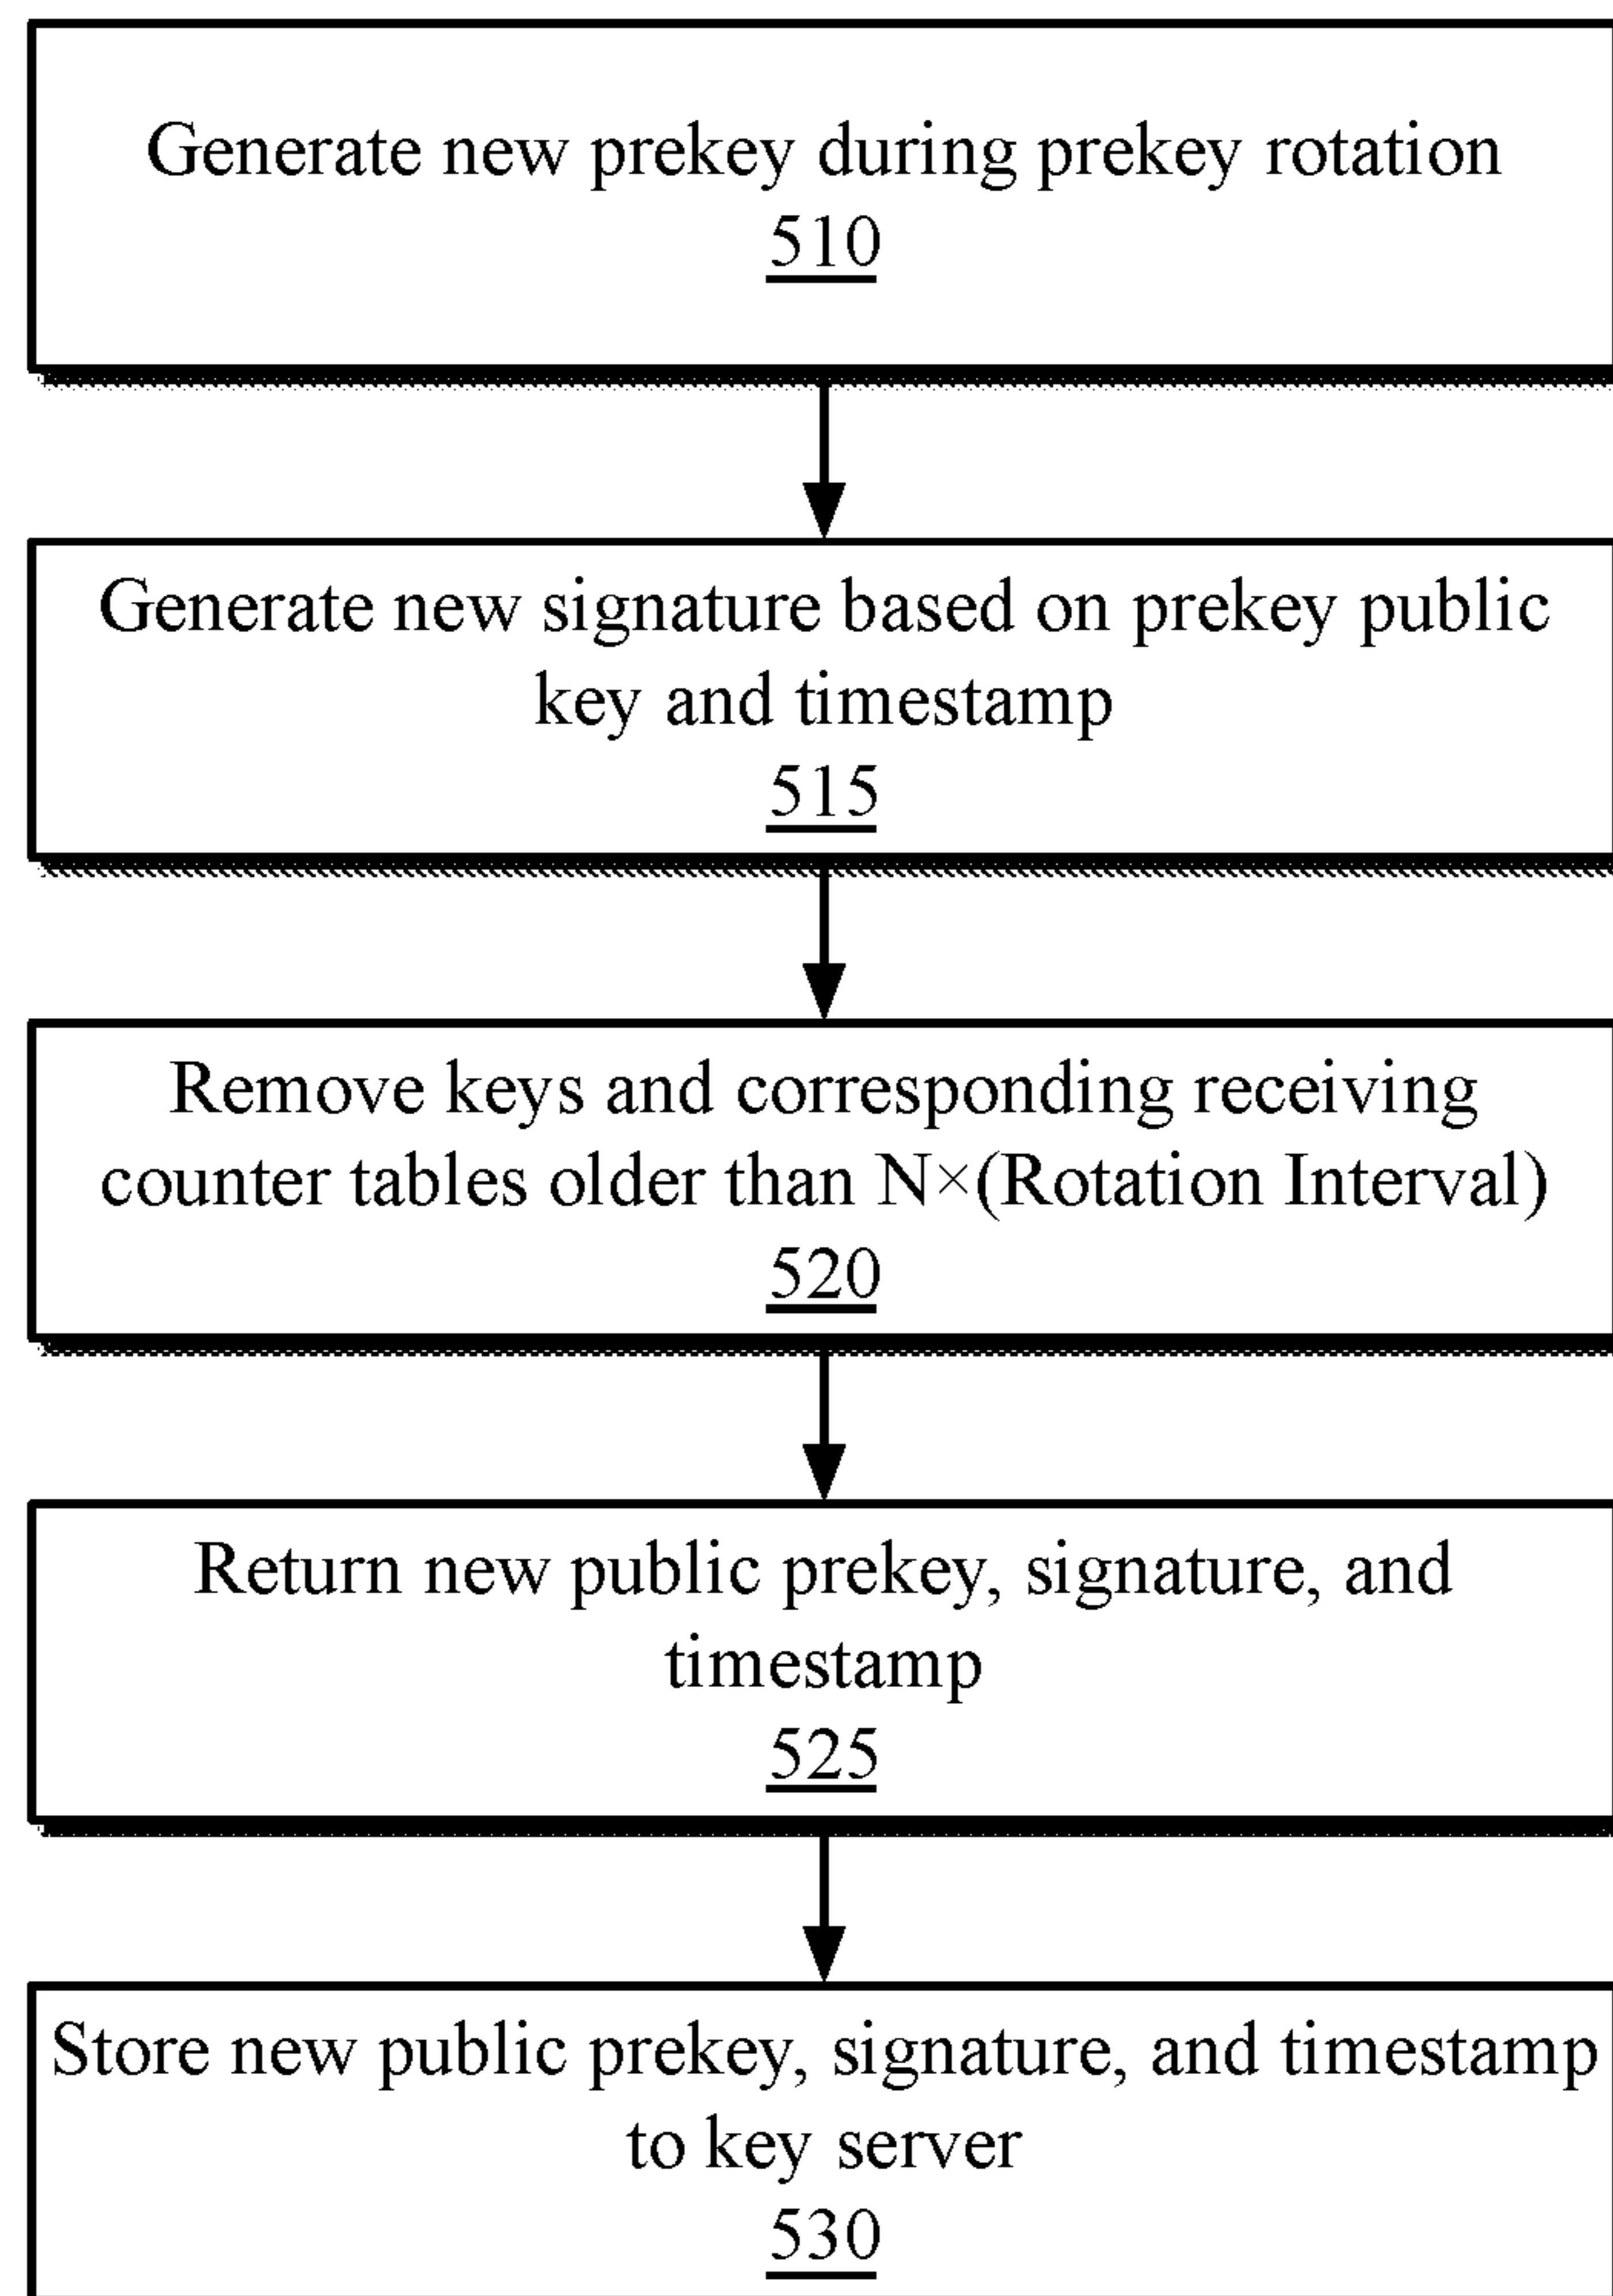 Generate new prekey during prekey rotation
510
Generate new signature based on prekey public
key and timestamp
515
Remove keys and corresponding receiving
counter tables older than N×(Rotation Interval)
520
Return new public prekey, signature, and
timestamp
525
Store new public prekey, signature, and timestamp
to key server
530